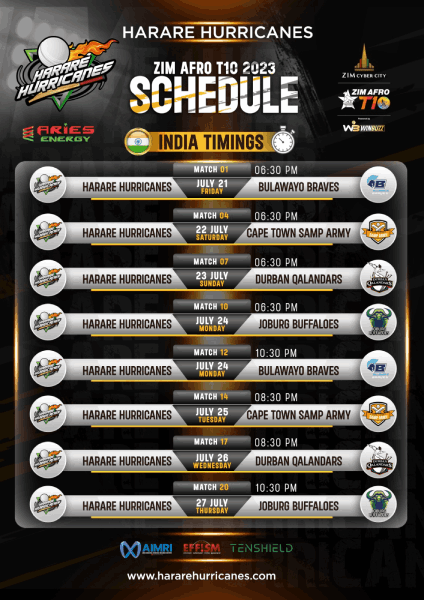 HARARE HURRICANES
HARARE
HURRICANES
ZIM AFRO T10 2023
SCHEDULE
ZIM CYBER CITY
ZIM AFRO
T10
ARIES
ENERGY
INDIA TIMINGS
WINBUZZ
MATCH 01 06:30 PM
HARARE HURRICANES JULY 21 BULAWAYO BRAVES
FRIDAY
MATCH 04 06:30 PM
HARARE HURRICANES 22 JULY CAPE TOWN SAMP ARMY
SATURDAY
MATCH 07 06:30 PM
HARARE HURRICANES 23 JULY DURBAN QALANDARS
SUNDAY
MATCH 10 06:30 PM
HARARE HURRICANES JULY 24 JOBURG BUFFALOES
MONDAY
MATCH 12 10:30 PM
HARARE HURRICANES JULY 24 BULAWAYO BRAVES
MONDAY
MATCH 14 08:30 PM
HARARE HURRICANES JULY 25 CAPE TOWN SAMP ARMY
TUESDAY
MATCH 17 08:30 PM
HARARE HURRICANES JULY 26 DURBAN QALANDARS
WEDNESDAY
MATCH 20 10:30 PM
HARARE HURRICANES 27 JULY JOBURG BUFFALOES
THURSDAY
AIMRI EFFISM TENSHIELD
www.hararehurricanes.com